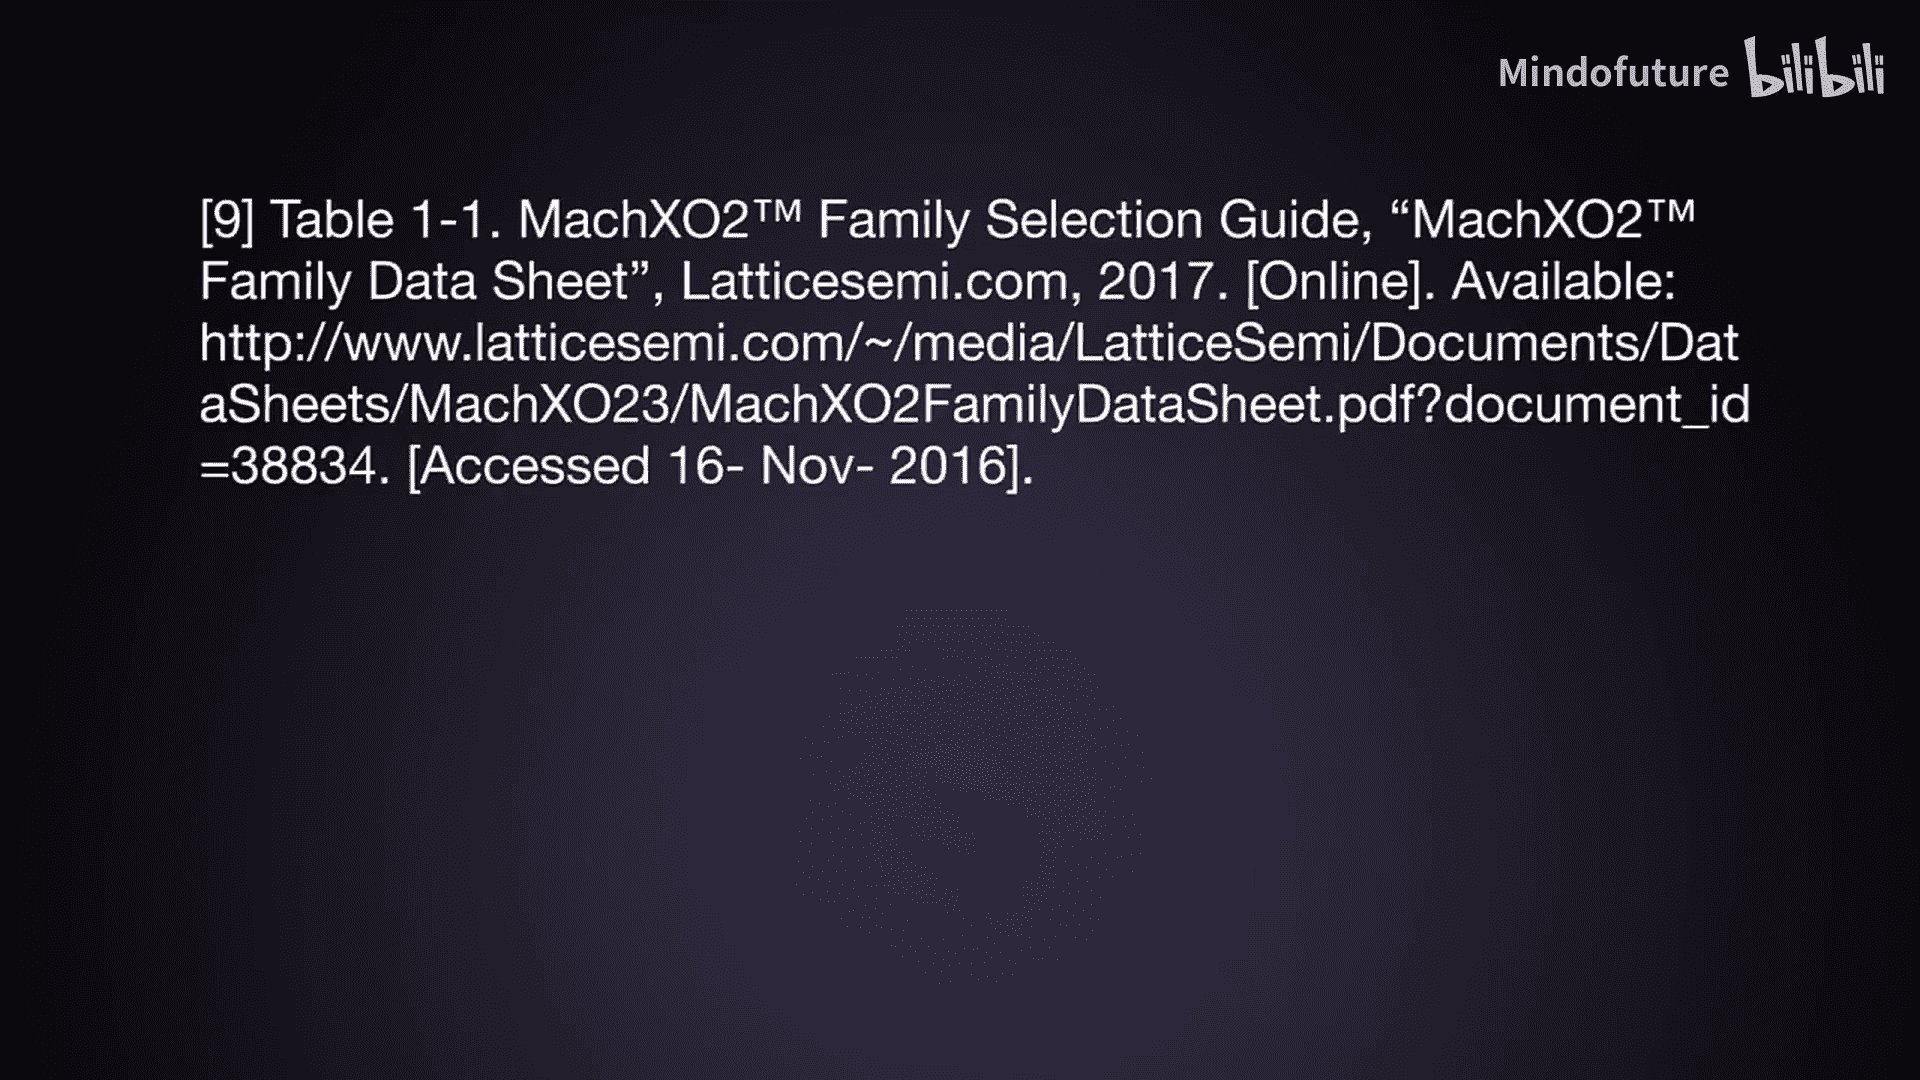 Mindofuture bilibili
[9] Table 1-1. MachXO2™ Family Selection Guide, “MachXO2™
Family Data Sheet”, Latticesemi.com, 2017. [Online]. Available:
http://www.latticesemi.com/~/media/LatticeSemi/Documents/Dat
aSheets/MachXO23/MachXO2FamilyDataSheet.pdf?document_id
=38834. [Accessed 16- Nov- 2016].